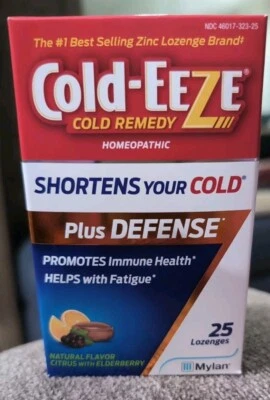 NDC 46017-323-25
The #1 Best Selling Zinc Lozenge Brand‡
Cold-EEZE®
COLD REMEDY
HOMEOPATHIC
SHORTENS YOUR COLD®
Plus DEFENSE*
PROMOTES Immune Health*
HELPS with Fatigue*
25
Lozenges
NATURAL FLAVOR
CITRUS WITH ELDERBERRY
Mylan®